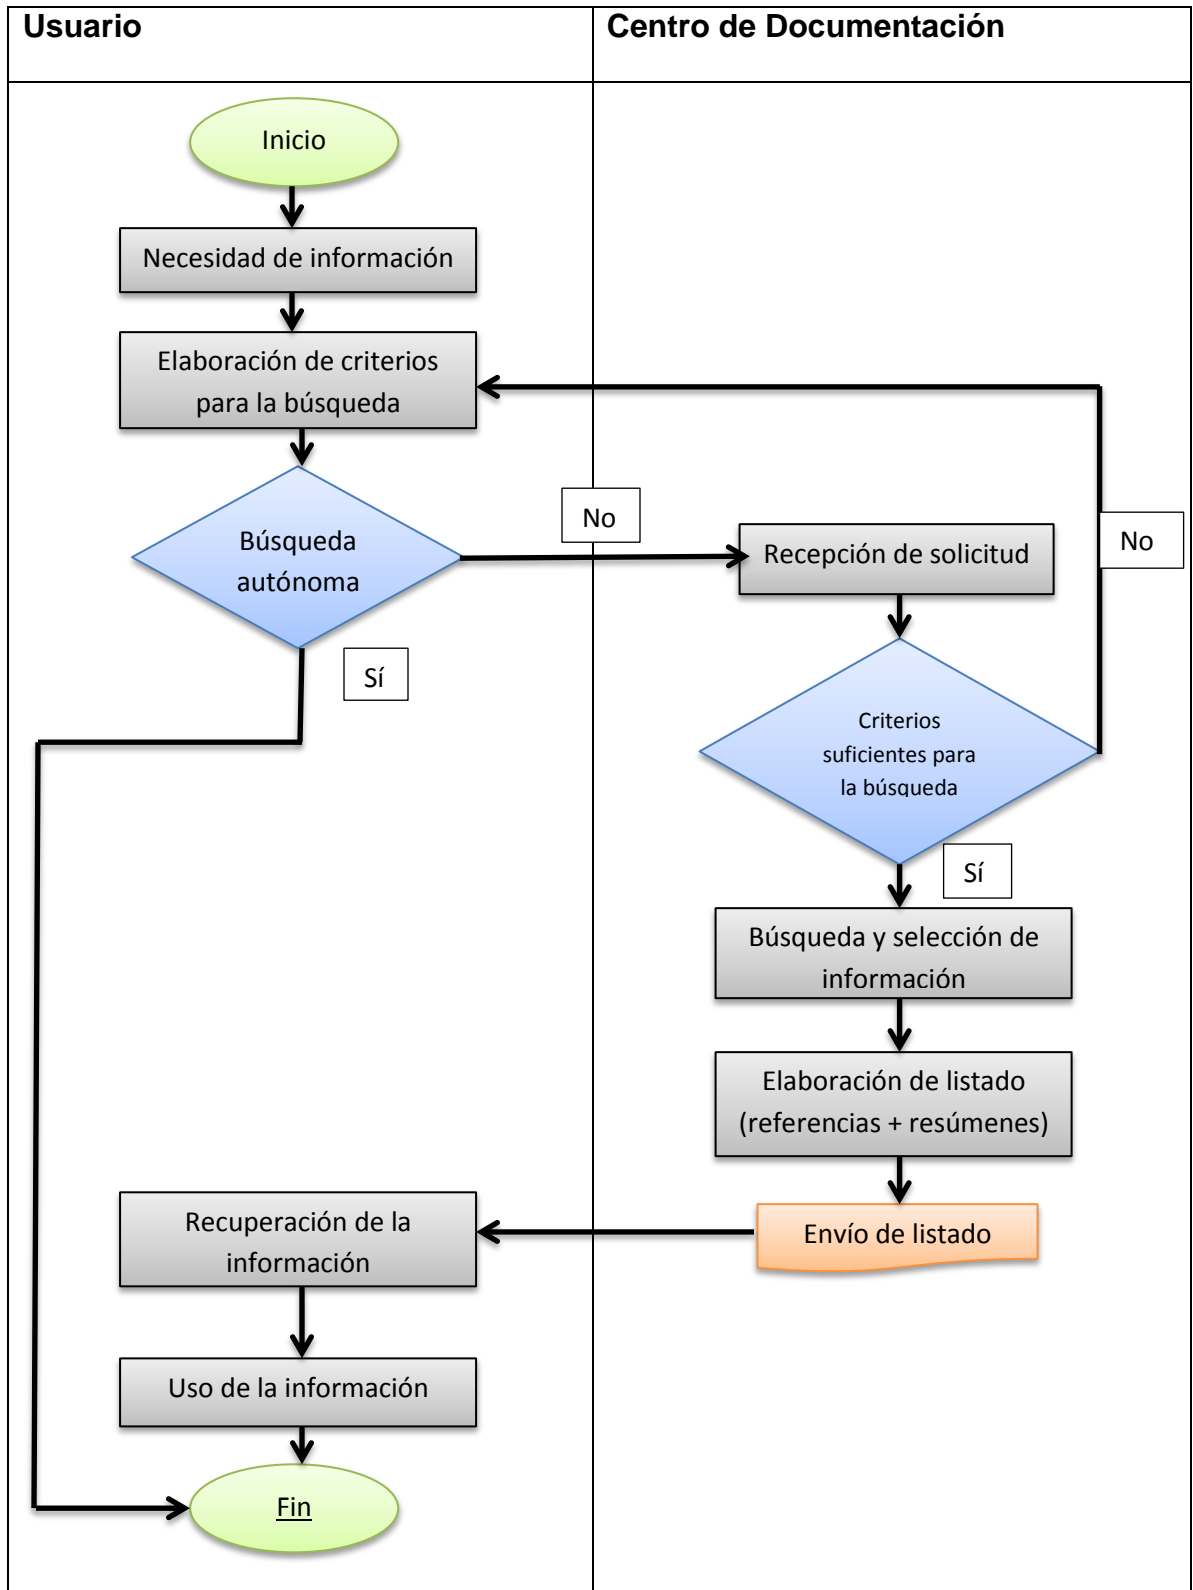 Usuario
Centro de Documentación
Inicio
Necesidad de información
Elaboración de criterios
para la búsqueda
Búsqueda
autónoma
No
Recepción de solicitud
No
Sí
Criterios
suficientes para
la búsqueda
Sí
Búsqueda y selección de
información
Elaboración de listado
(referencias + resúmenes)
Envío de listado
Recuperación de la
información
Uso de la información
Fin